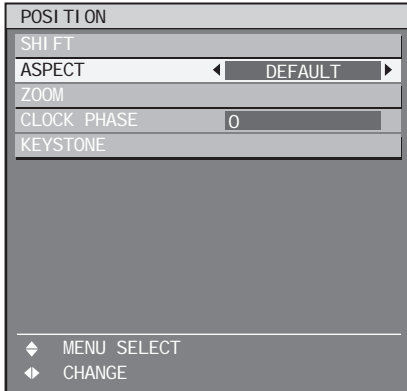 POSITION
SHIFT
ASPECT DEFAULT
ZOOM
CLOCK PHASE 0
KEYSTONE
MENU SELECT
CHANGE